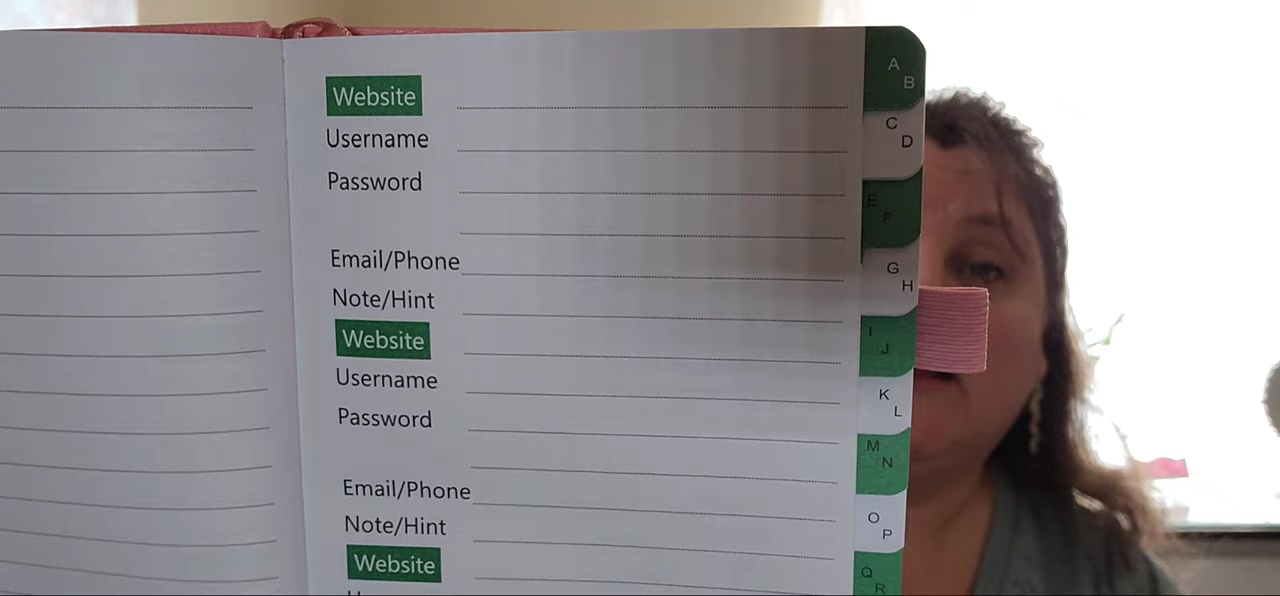 Website
Username
Password
Email/Phone
Note/Hint
Website
Username
Password
Email/Phone
Note/Hint
Website
A B
C D
E F
G H
I J
K L
M N
O P
Q R